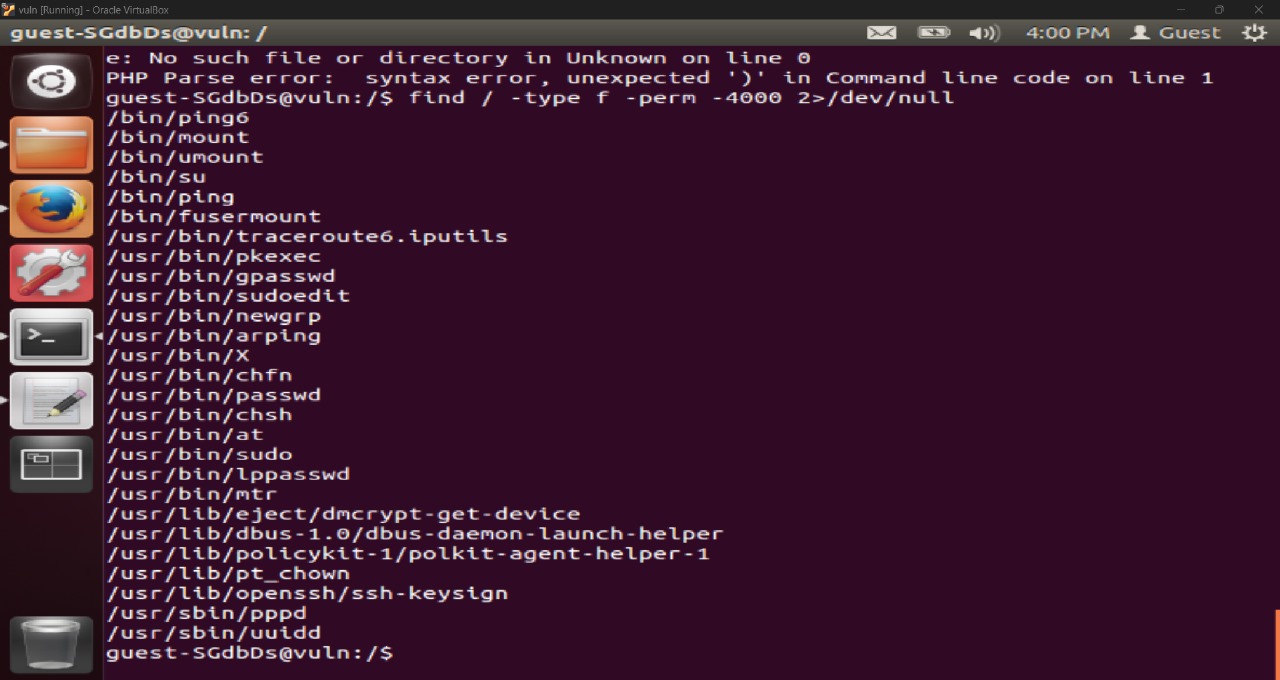 vuln [Running] - Oracle VirtualBox
guest-SGdbDs@vuln: / 4:00 PM Guest
e: No such file or directory in Unknown on line 0
PHP Parse error:  syntax error, unexpected ')' in Command line code on line 1
guest-SGdbDs@vuln:/$ find / -type f -perm -4000 2>/dev/null
/bin/ping6
/bin/mount
/bin/umount
/bin/su
/bin/ping
/bin/fusermount
/usr/bin/traceroute6.iputils
/usr/bin/pkexec
/usr/bin/gpasswd
/usr/bin/sudoedit
/usr/bin/newgrp
/usr/bin/arping
/usr/bin/X
/usr/bin/chfn
/usr/bin/passwd
/usr/bin/chsh
/usr/bin/at
/usr/bin/sudo
/usr/bin/lppasswd
/usr/bin/mtr
/usr/lib/eject/dmcrypt-get-device
/usr/lib/dbus-1.0/dbus-daemon-launch-helper
/usr/lib/policykit-1/polkit-agent-helper-1
/usr/lib/pt_chown
/usr/lib/openssh/ssh-keysign
/usr/sbin/pppd
/usr/sbin/uuidd
guest-SGdbDs@vuln:/$